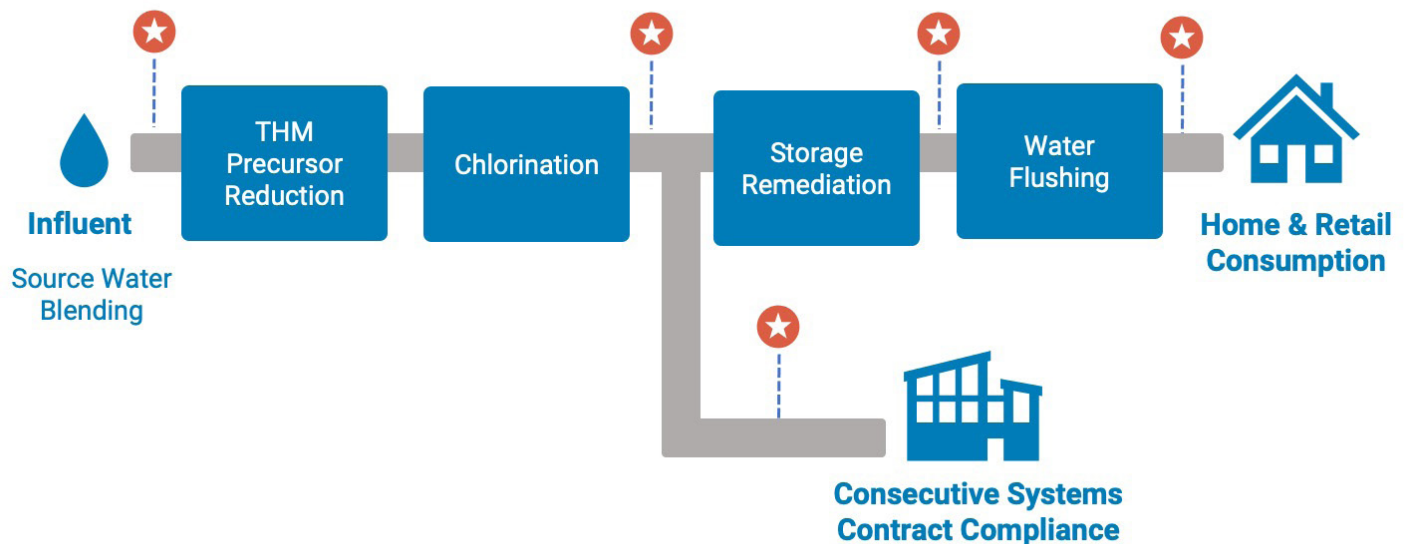 THM
Precursor
Reduction
Chlorination
Storage
Remediation
Water
Flushing
Influent
Source Water
Blending
Home & Retail
Consumption
Consecutive Systems
Contract Compliance